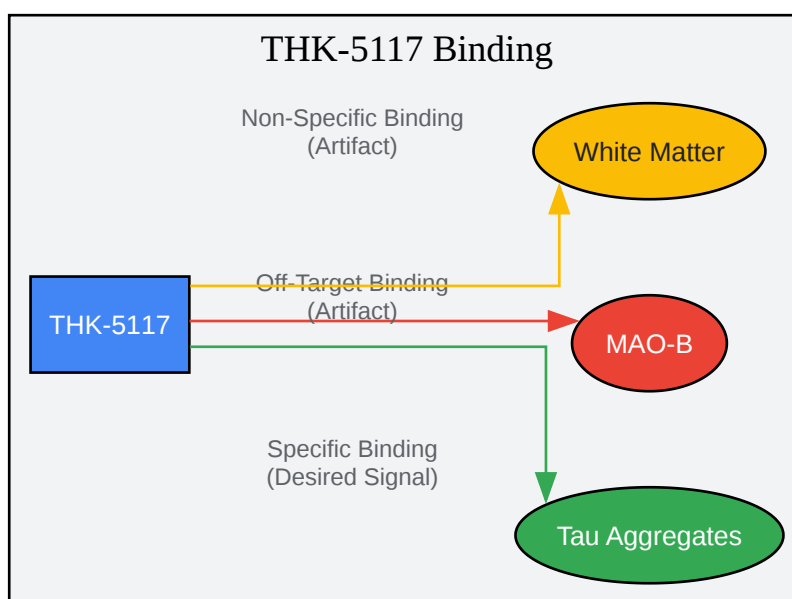 THK-5117 Binding
Non-Specific Binding
(Artifact)
White Matter
Off-Target Binding
(Artifact)
THK-5117
MAO-B
Specific Binding
(Desired Signal)
Tau Aggregates